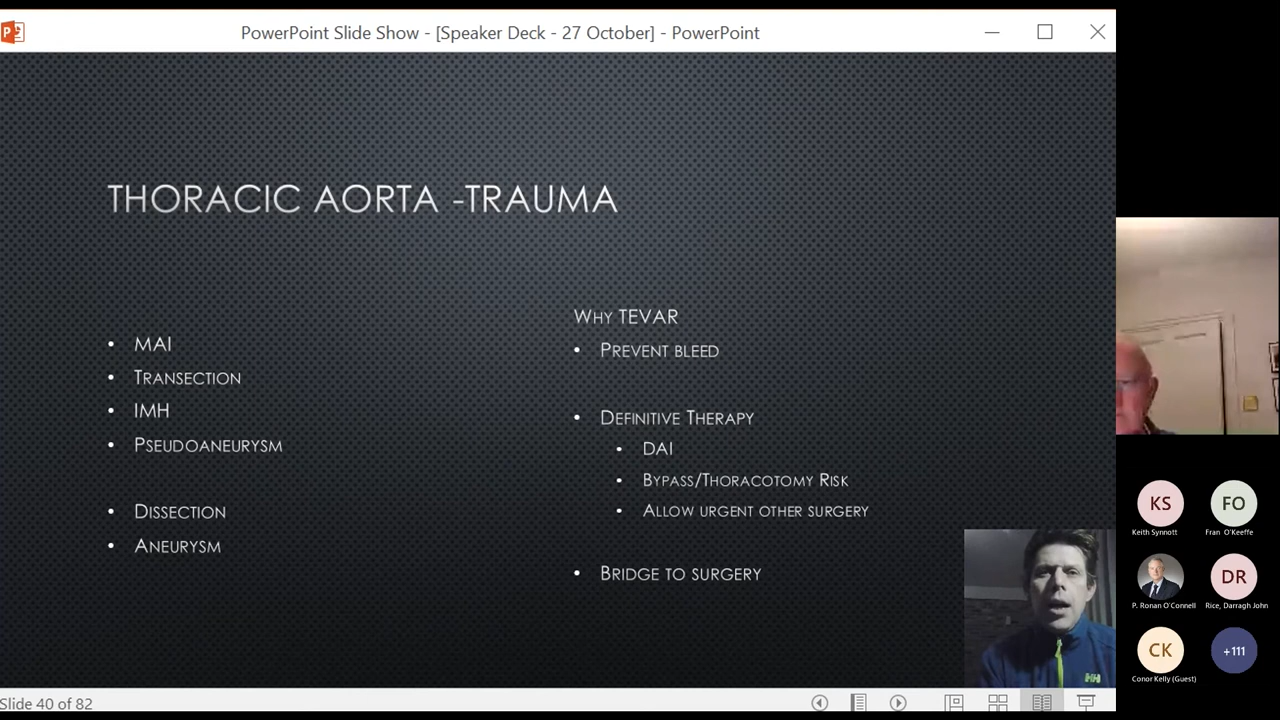 PowerPoint Slide Show - [Speaker Deck - 27 October] - PowerPoint
THORACIC AORTA -TRAUMA
• MAI
• TRANSECTION
• IMH
• PSEUDOANEURYSM
• DISSECTION
• ANEURYSM
WHY TEVAR
• PREVENT BLEED
• DEFINITIVE THERAPY
• DAI
• BYPASS/THORACOTOMY RISK
• ALLOW URGENT OTHER SURGERY
• BRIDGE TO SURGERY
HH
KS
Keith Synnott
FO
Fran O'Keeffe
P. Ronan O'Connell
DR
Rice, Darragh John
CK
Conor Kelly (Guest)
+111
Slide 40 of 82